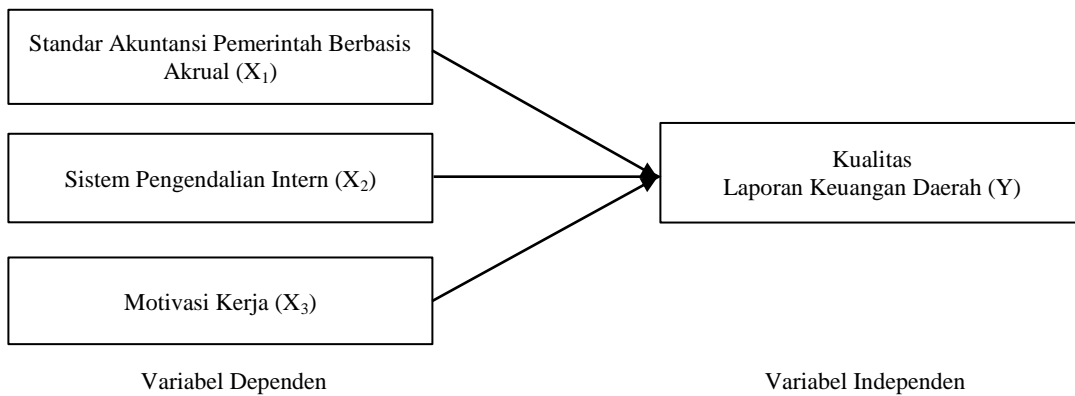 Standar Akuntansi Pemerintah Berbasis
Akrual (X₁)
Sistem Pengendalian Intern (X₂)
Motivasi Kerja (X₃)
Kualitas
Laporan Keuangan Daerah (Y)
Variabel Dependen
Variabel Independen